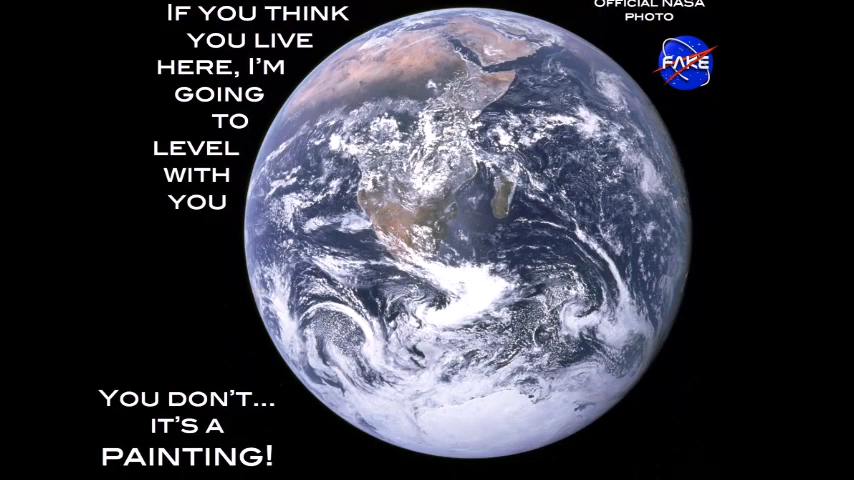 IF YOU THINK
YOU LIVE
HERE, I'M
GOING
TO
LEVEL
WITH
YOU
OFFICIAL NASA
PHOTO
FAKE
YOU DON'T...
IT'S A
PAINTING!